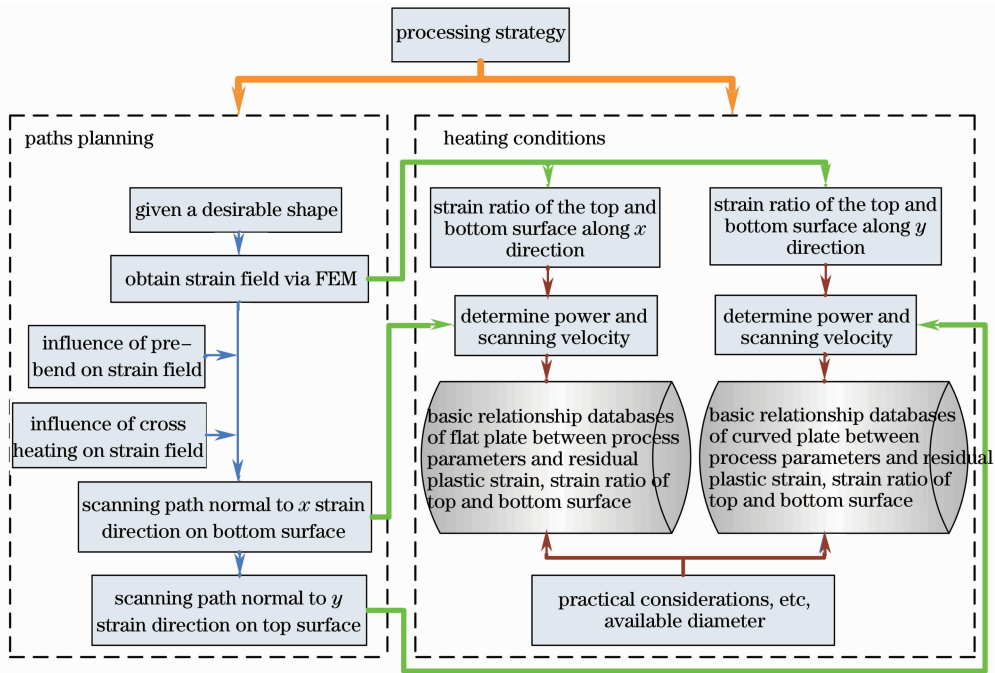 processing strategy
paths planning
given a desirable shape
obtain strain field via FEM
influence of pre-
bend on strain field
influence of cross
heating on strain field
scanning path normal to x strain
direction on bottom surface
scanning path normal to y
strain direction on top surface
heating conditions
strain ratio of the top and
bottom surface along x
direction
strain ratio of the top and
bottom surface along y
direction
determine power and
scanning velocity
determine power and
scanning velocity
basic relationship databases
of flat plate between process
parameters and residual
plastic strain, strain ratio of
top and bottom surface
basic relationship databases
of curved plate between
process parameters and residual
plastic strain, strain ratio of
top and bottom surface
practical considerations, etc,
available diameter